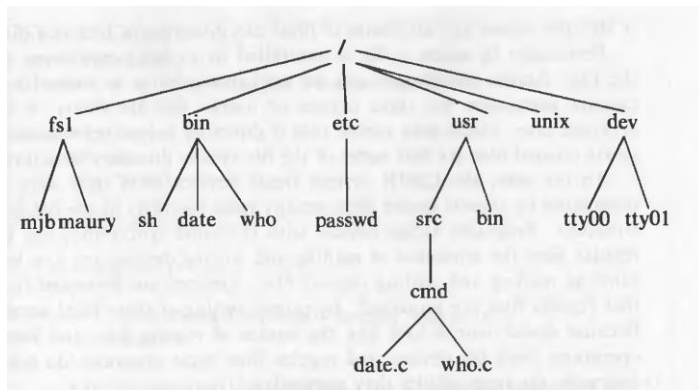 /
fs1 bin etc usr unix dev
mjb maury sh date who passwd src bin tty00 tty01
cmd
date.c who.c